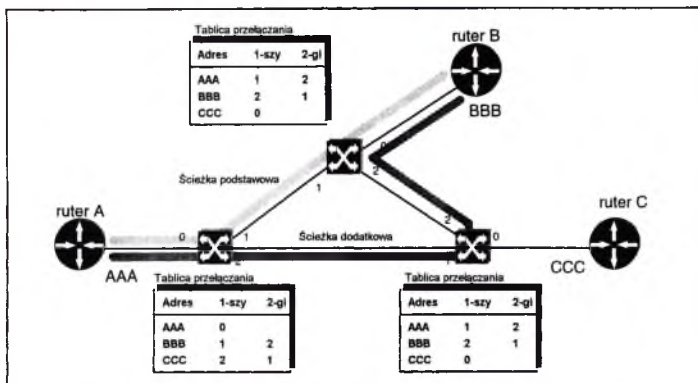 Tablica przełączania
Adres 1-szy 2-gi
AAA 1 2
BBB 2 1
CCC 0
ruter B
BBB
0
2
1
Ścieżka podstawowa
ruter A
0
1
2
AAA
Ścieżka dodatkowa
2
0
1
ruter C
CCC
Tablica przełączania
Adres 1-szy 2-gi
AAA 0
BBB 1 2
CCC 2 1
Tablica przełączania
Adres 1-szy 2-gi
AAA 1 2
BBB 2 1
CCC 0